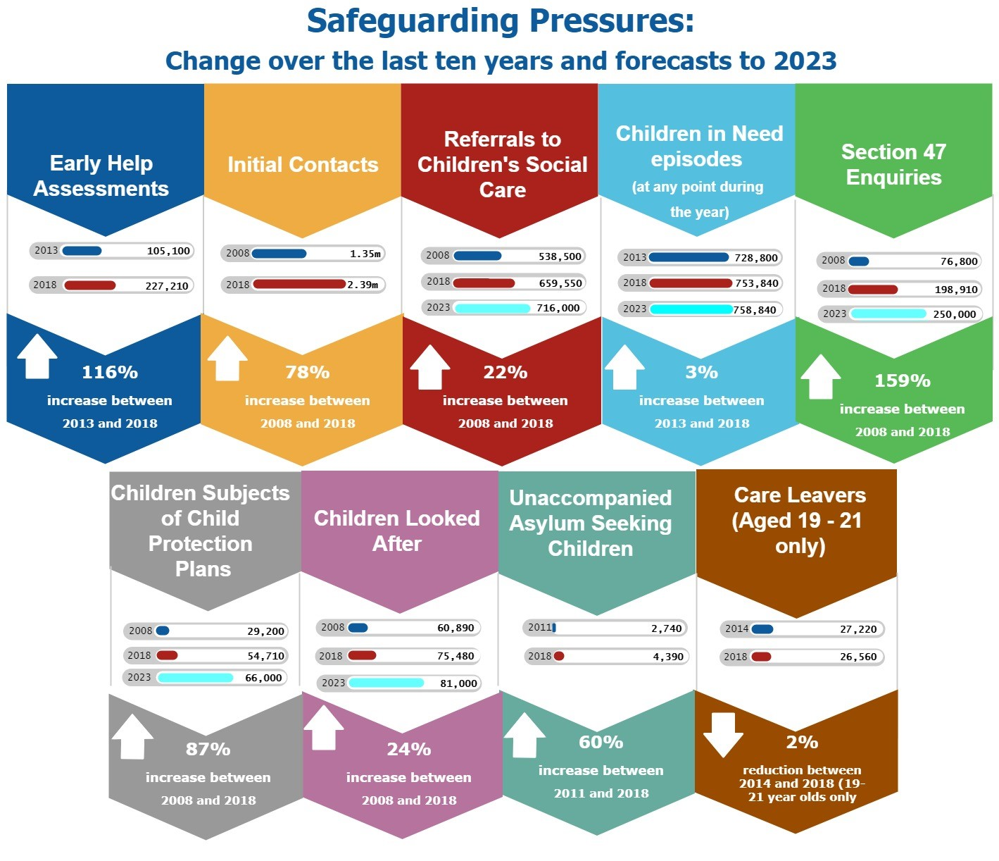 Safeguarding Pressures:
Change over the last ten years and forecasts to 2023
Early Help
Assessments
2013 105,100
2018 227,210
116%
increase between
2013 and 2018
Initial Contacts
2008 1.35m
2018 2.39m
78%
increase between
2008 and 2018
Referrals to
Children's Social
Care
2008 538,500
2018 659,550
2023 716,000
22%
increase between
2008 and 2018
Children in Need
episodes
(at any point during
the year)
2013 728,800
2018 753,840
2023 758,840
3%
increase between
2013 and 2018
Section 47
Enquiries
2008 76,800
2018 198,910
2023 250,000
159%
increase between
2008 and 2018
Children Subjects
of Child
Protection
Plans
2008 29,200
2018 54,710
2023 66,000
87%
increase between
2008 and 2018
Children Looked
After
2008 60,890
2018 75,480
2023 81,000
24%
increase between
2008 and 2018
Unaccompanied
Asylum Seeking
Children
2011 2,740
2018 4,390
60%
increase between
2011 and 2018
Care Leavers
(Aged 19 - 21
only)
2014 27,220
2018 26,560
2%
reduction between
2014 and 2018 (19-
21 year olds only